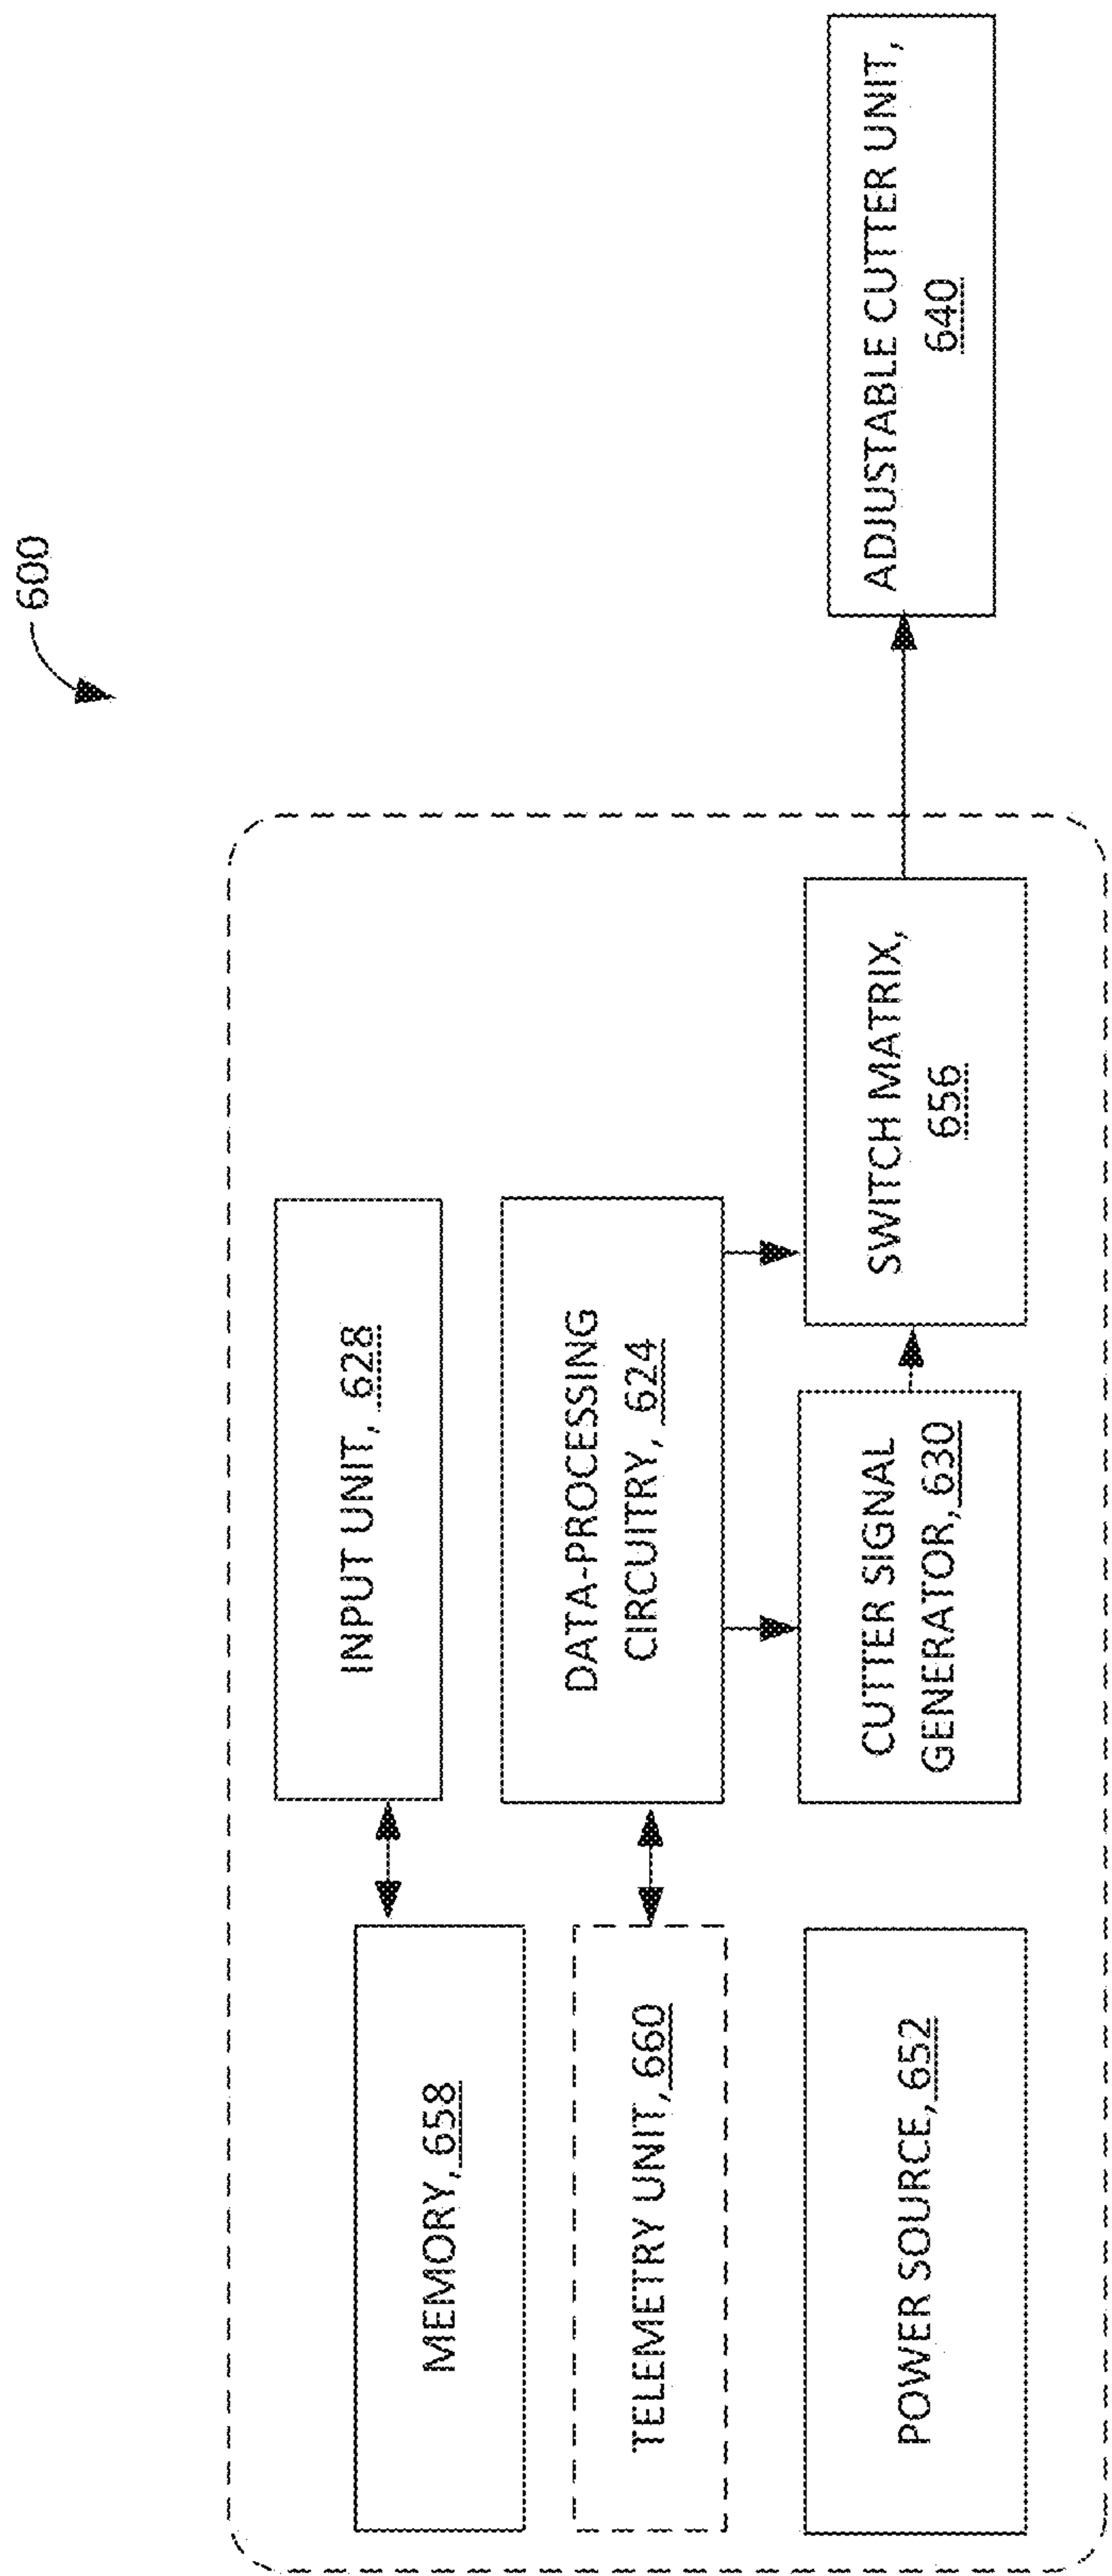 600
MEMORY, 658
INPUT UNIT, 628
TELEMETRY UNIT, 660
DATA-PROCESSING
CIRCUITRY, 624
POWER SOURCE, 652
CUTTER SIGNAL
GENERATOR, 630
SWITCH MATRIX,
656
ADJUSTABLE CUTTER UNIT,
640